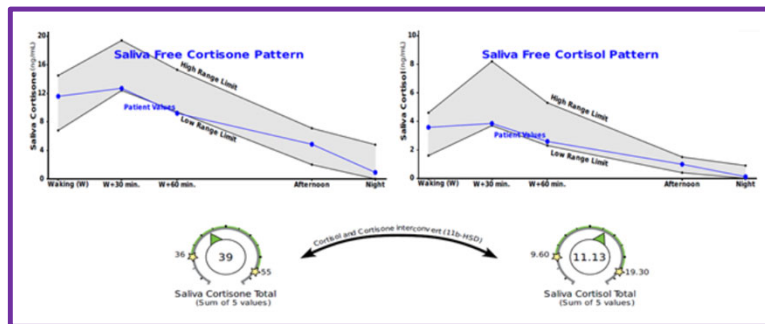 Saliva Free Cortisone Pattern
Saliva Cortisone(ng/mL)
20
16
12
8
4
0
High Range Limit
Patient Values
Low Range Limit
Waking (W)
W+30 min.
W+60 min.
Afternoon
Night
Saliva Free Cortisol Pattern
Saliva Cortisol(ng/mL)
10
8
6
4
2
0
High Range Limit
Patient Values
Low Range Limit
Waking (W)
W+30 min.
W+60 min.
Afternoon
Night
Cortisol and Cortisone Interconvert (11b-HSD)
36
39
55
Saliva Cortisone Total
(Sum of 5 values)
9.60
11.13
19.30
Saliva Cortisol Total
(Sum of 5 values)